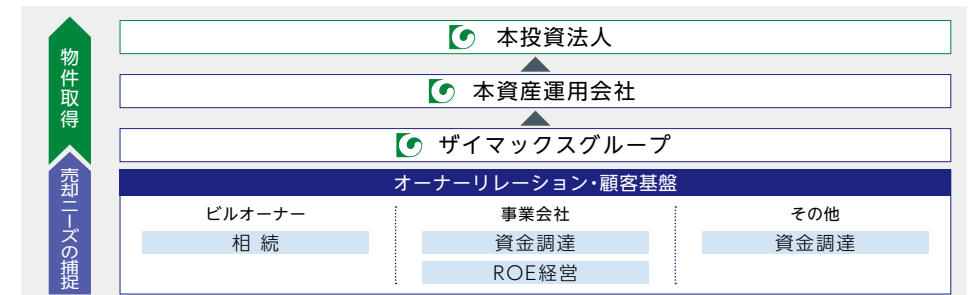 物件取得
売却ニーズの捕捉
本投資法人
本資産運用会社
ザイマックスグループ
オーナーリレーション・顧客基盤
ビルオーナー
相続
事業会社
資金調達
ROE経営
その他
資金調達